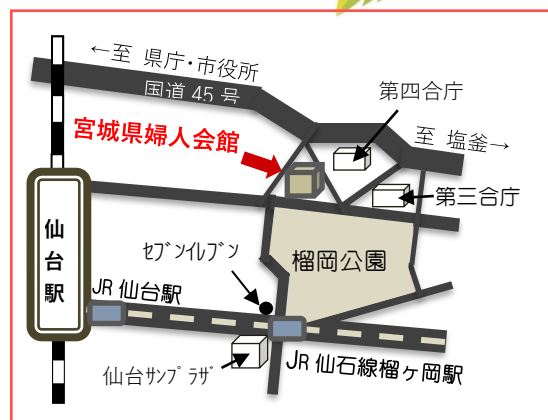 ←至 県庁・市役所
国道 45 号
第四合庁
宮城県婦人会館
至 塩釜→
第三合庁
仙台駅
榴岡公園
ｾﾌﾞﾝｲﾚﾌﾞﾝ
JR 仙台駅
JR 仙石線榴ヶ岡駅
仙台ｻﾝﾌﾟﾗｻﾞ